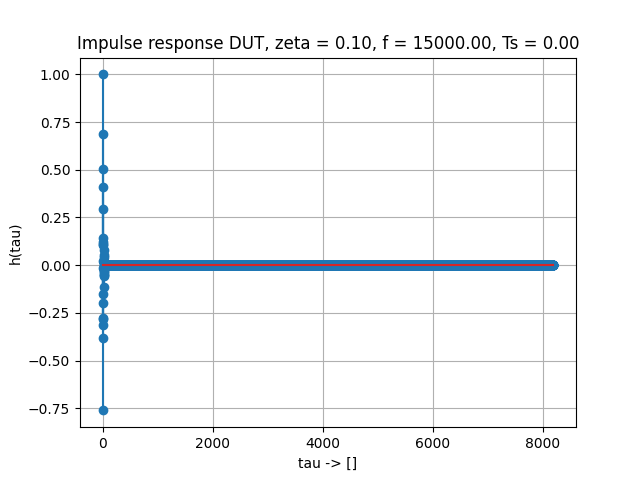 Impulse response DUT, zeta = 0.10, f = 15000.00, Ts = 0.00
1.00
0.75
0.50
0.25
0.00
−0.25
−0.50
−0.75
h(tau)
0 2000 4000 6000 8000
tau -> []